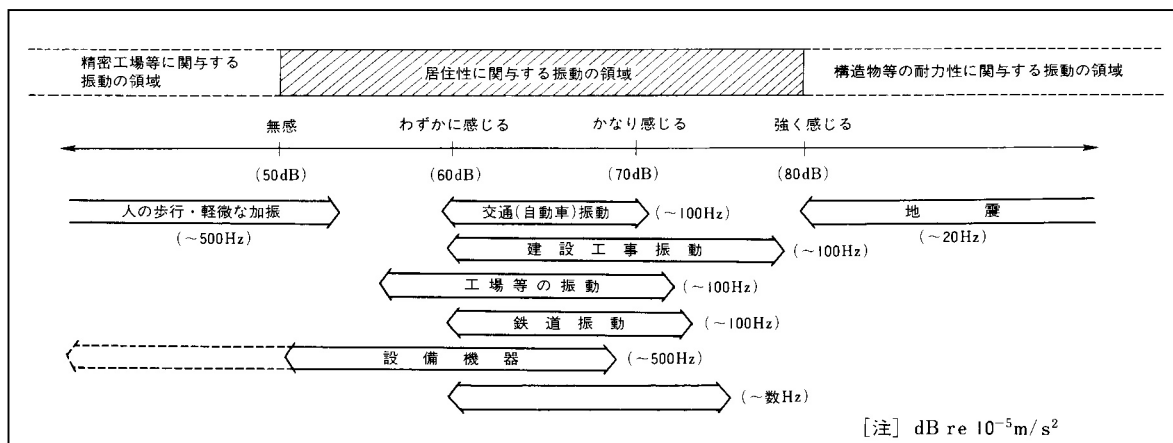 精密工場等に関与する
振動の領域
居住性に関与する振動の領域
構造物等の耐力性に関与する振動の領域
無感
わずかに感じる
かなり感じる
強く感じる
(50dB)
(60dB)
(70dB)
(80dB)
人の歩行・軽微な加振
交通(自動車)振動
(~100Hz)
地震
(~500Hz)
(~20Hz)
建設工事振動
(~100Hz)
工場等の振動
(~100Hz)
鉄道振動
(~100Hz)
設備機器
(~500Hz)
(~数Hz)
[注] dB re 10⁻⁵m/s²